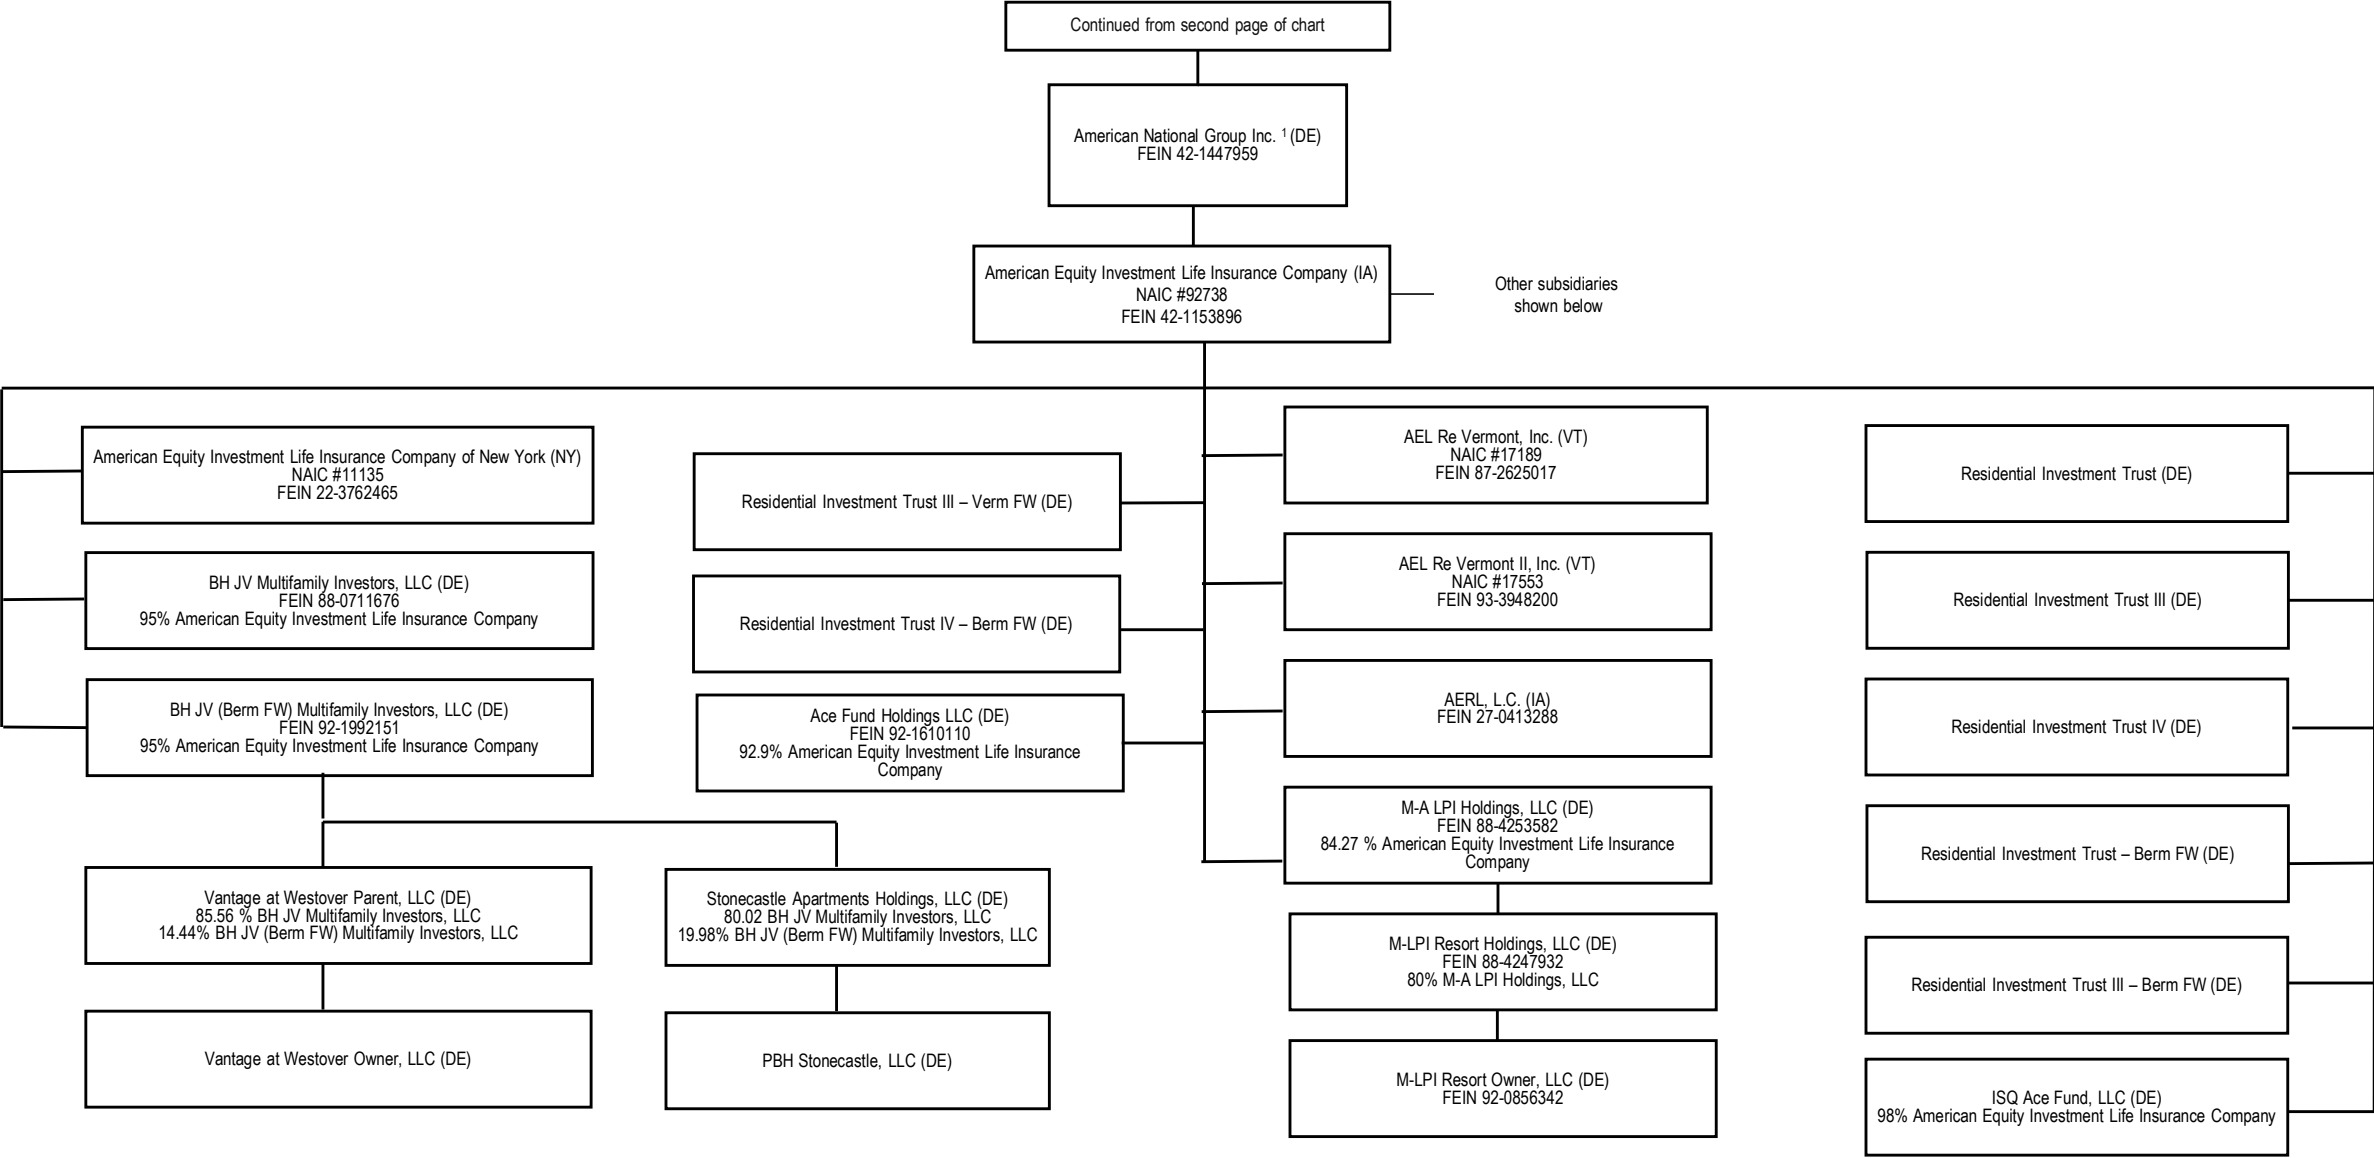 Continued from second page of chart
American National Group Inc. ¹ (DE)
FEIN 42-1447959
American Equity Investment Life Insurance Company (IA)
NAIC #92738
FEIN 42-1153896
Other subsidiaries
shown below
American Equity Investment Life Insurance Company of New York (NY)
NAIC #11135
FEIN 22-3762465
BH JV Multifamily Investors, LLC (DE)
FEIN 88-0711676
95% American Equity Investment Life Insurance Company
BH JV (Berm FW) Multifamily Investors, LLC (DE)
FEIN 92-1992151
95% American Equity Investment Life Insurance Company
Vantage at Westover Parent, LLC (DE)
85.56 % BH JV Multifamily Investors, LLC
14.44% BH JV (Berm FW) Multifamily Investors, LLC
Vantage at Westover Owner, LLC (DE)
Stonecastle Apartments Holdings, LLC (DE)
80.02 BH JV Multifamily Investors, LLC
19.98% BH JV (Berm FW) Multifamily Investors, LLC
PBH Stonecastle, LLC (DE)
Residential Investment Trust III – Verm FW (DE)
Residential Investment Trust IV – Berm FW (DE)
Ace Fund Holdings LLC (DE)
FEIN 92-1610110
92.9% American Equity Investment Life Insurance
Company
AEL Re Vermont, Inc. (VT)
NAIC #17189
FEIN 87-2625017
AEL Re Vermont II, Inc. (VT)
NAIC #17553
FEIN 93-3948200
AERL, L.C. (IA)
FEIN 27-0413288
M-A LPI Holdings, LLC (DE)
FEIN 88-4253582
84.27 % American Equity Investment Life Insurance
Company
M-LPI Resort Holdings, LLC (DE)
FEIN 88-4247932
80% M-A LPI Holdings, LLC
M-LPI Resort Owner, LLC (DE)
FEIN 92-0856342
Residential Investment Trust (DE)
Residential Investment Trust III (DE)
Residential Investment Trust IV (DE)
Residential Investment Trust – Berm FW (DE)
Residential Investment Trust III – Berm FW (DE)
ISQ Ace Fund, LLC (DE)
98% American Equity Investment Life Insurance Company